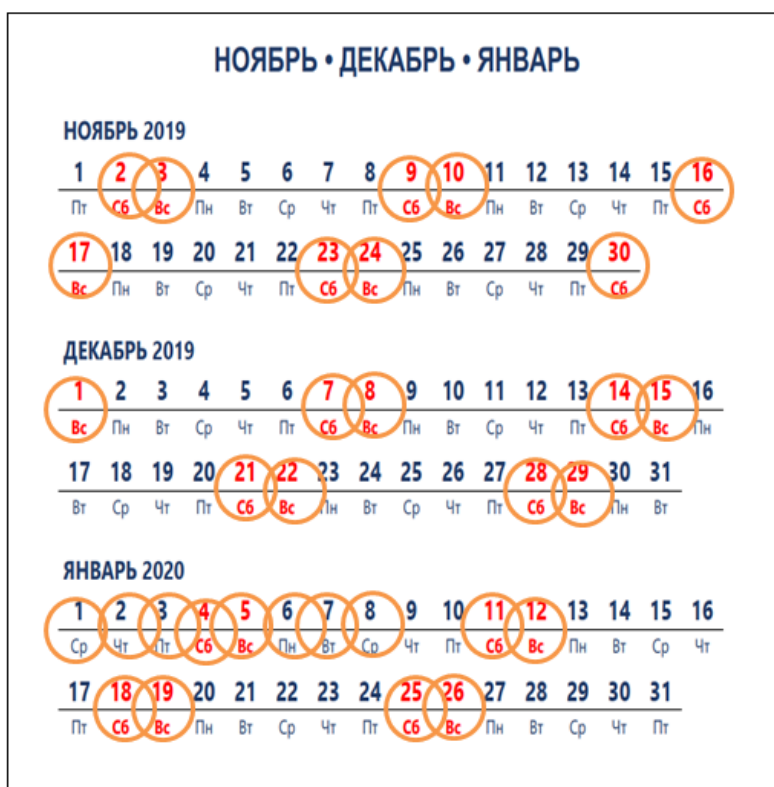 НОЯБРЬ • ДЕКАБРЬ • ЯНВАРЬ
НОЯБРЬ 2019
1 2 3 4 5 6 7 8 9 10 11 12 13 14 15 16
Пт Сб Вс Пн Вт Ср Чт Пт Сб Вс Пн Вт Ср Чт Пт Сб
17 18 19 20 21 22 23 24 25 26 27 28 29 30
Вс Пн Вт Ср Чт Пт Сб Вс Пн Вт Ср Чт Пт Сб
ДЕКАБРЬ 2019
1 2 3 4 5 6 7 8 9 10 11 12 13 14 15 16
Вс Пн Вт Ср Чт Пт Сб Вс Пн Вт Ср Чт Пт Сб Вс Пн
17 18 19 20 21 22 23 24 25 26 27 28 29 30 31
Вт Ср Чт Пт Сб Вс Пн Вт Ср Чт Пт Сб Вс Пн Вт
ЯНВАРЬ 2020
1 2 3 4 5 6 7 8 9 10 11 12 13 14 15 16
Ср Чт Пт Сб Вс Пн Вт Ср Чт Пт Сб Вс Пн Вт Ср Чт
17 18 19 20 21 22 23 24 25 26 27 28 29 30 31
Пт Сб Вс Пн Вт Ср Чт Пт Сб Вс Пн Вт Ср Чт Пт